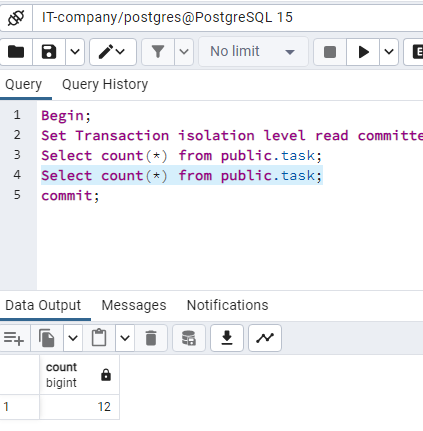 IT-company/postgres@PostgreSQL 15
No limit
E
Query Query History
1 Begin;
2 Set Transaction isolation level read committe
3 Select count(*) from public.task;
4 Select count(*) from public.task;
5 commit;
Data Output Messages Notifications
count
bigint
1 12